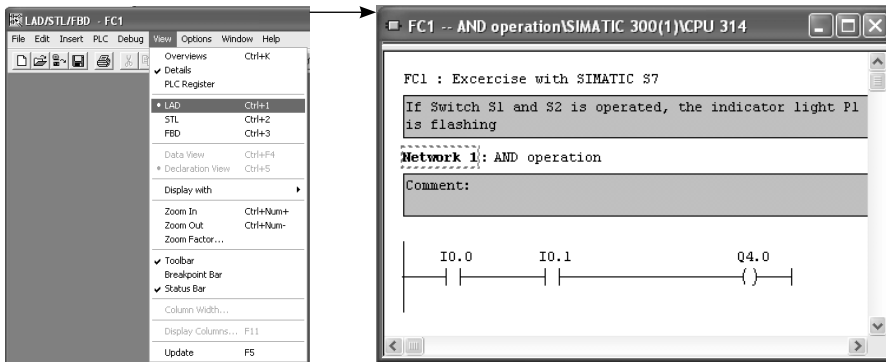 LAD/STL/FBD - FC1
File Edit Insert PLC Debug View Options Window Help
Overviews Ctrl+K
Details
PLC Register
LAD Ctrl+1
STL Ctrl+2
FBD Ctrl+3
Data View Ctrl+F4
Declaration View Ctrl+5
Display with
Zoom In Ctrl+Num+
Zoom Out Ctrl+Num-
Zoom Factor...
Toolbar
Breakpoint Bar
Status Bar
Column Width...
Display Columns... F11
Update F5
FC1 -- AND operation\SIMATIC 300(1)\CPU 314
FC1 : Excercise with SIMATIC S7
If Switch S1 and S2 is operated, the indicator light P1
is flashing
Network 1: AND operation
Comment:
I0.0 I0.1 Q4.0